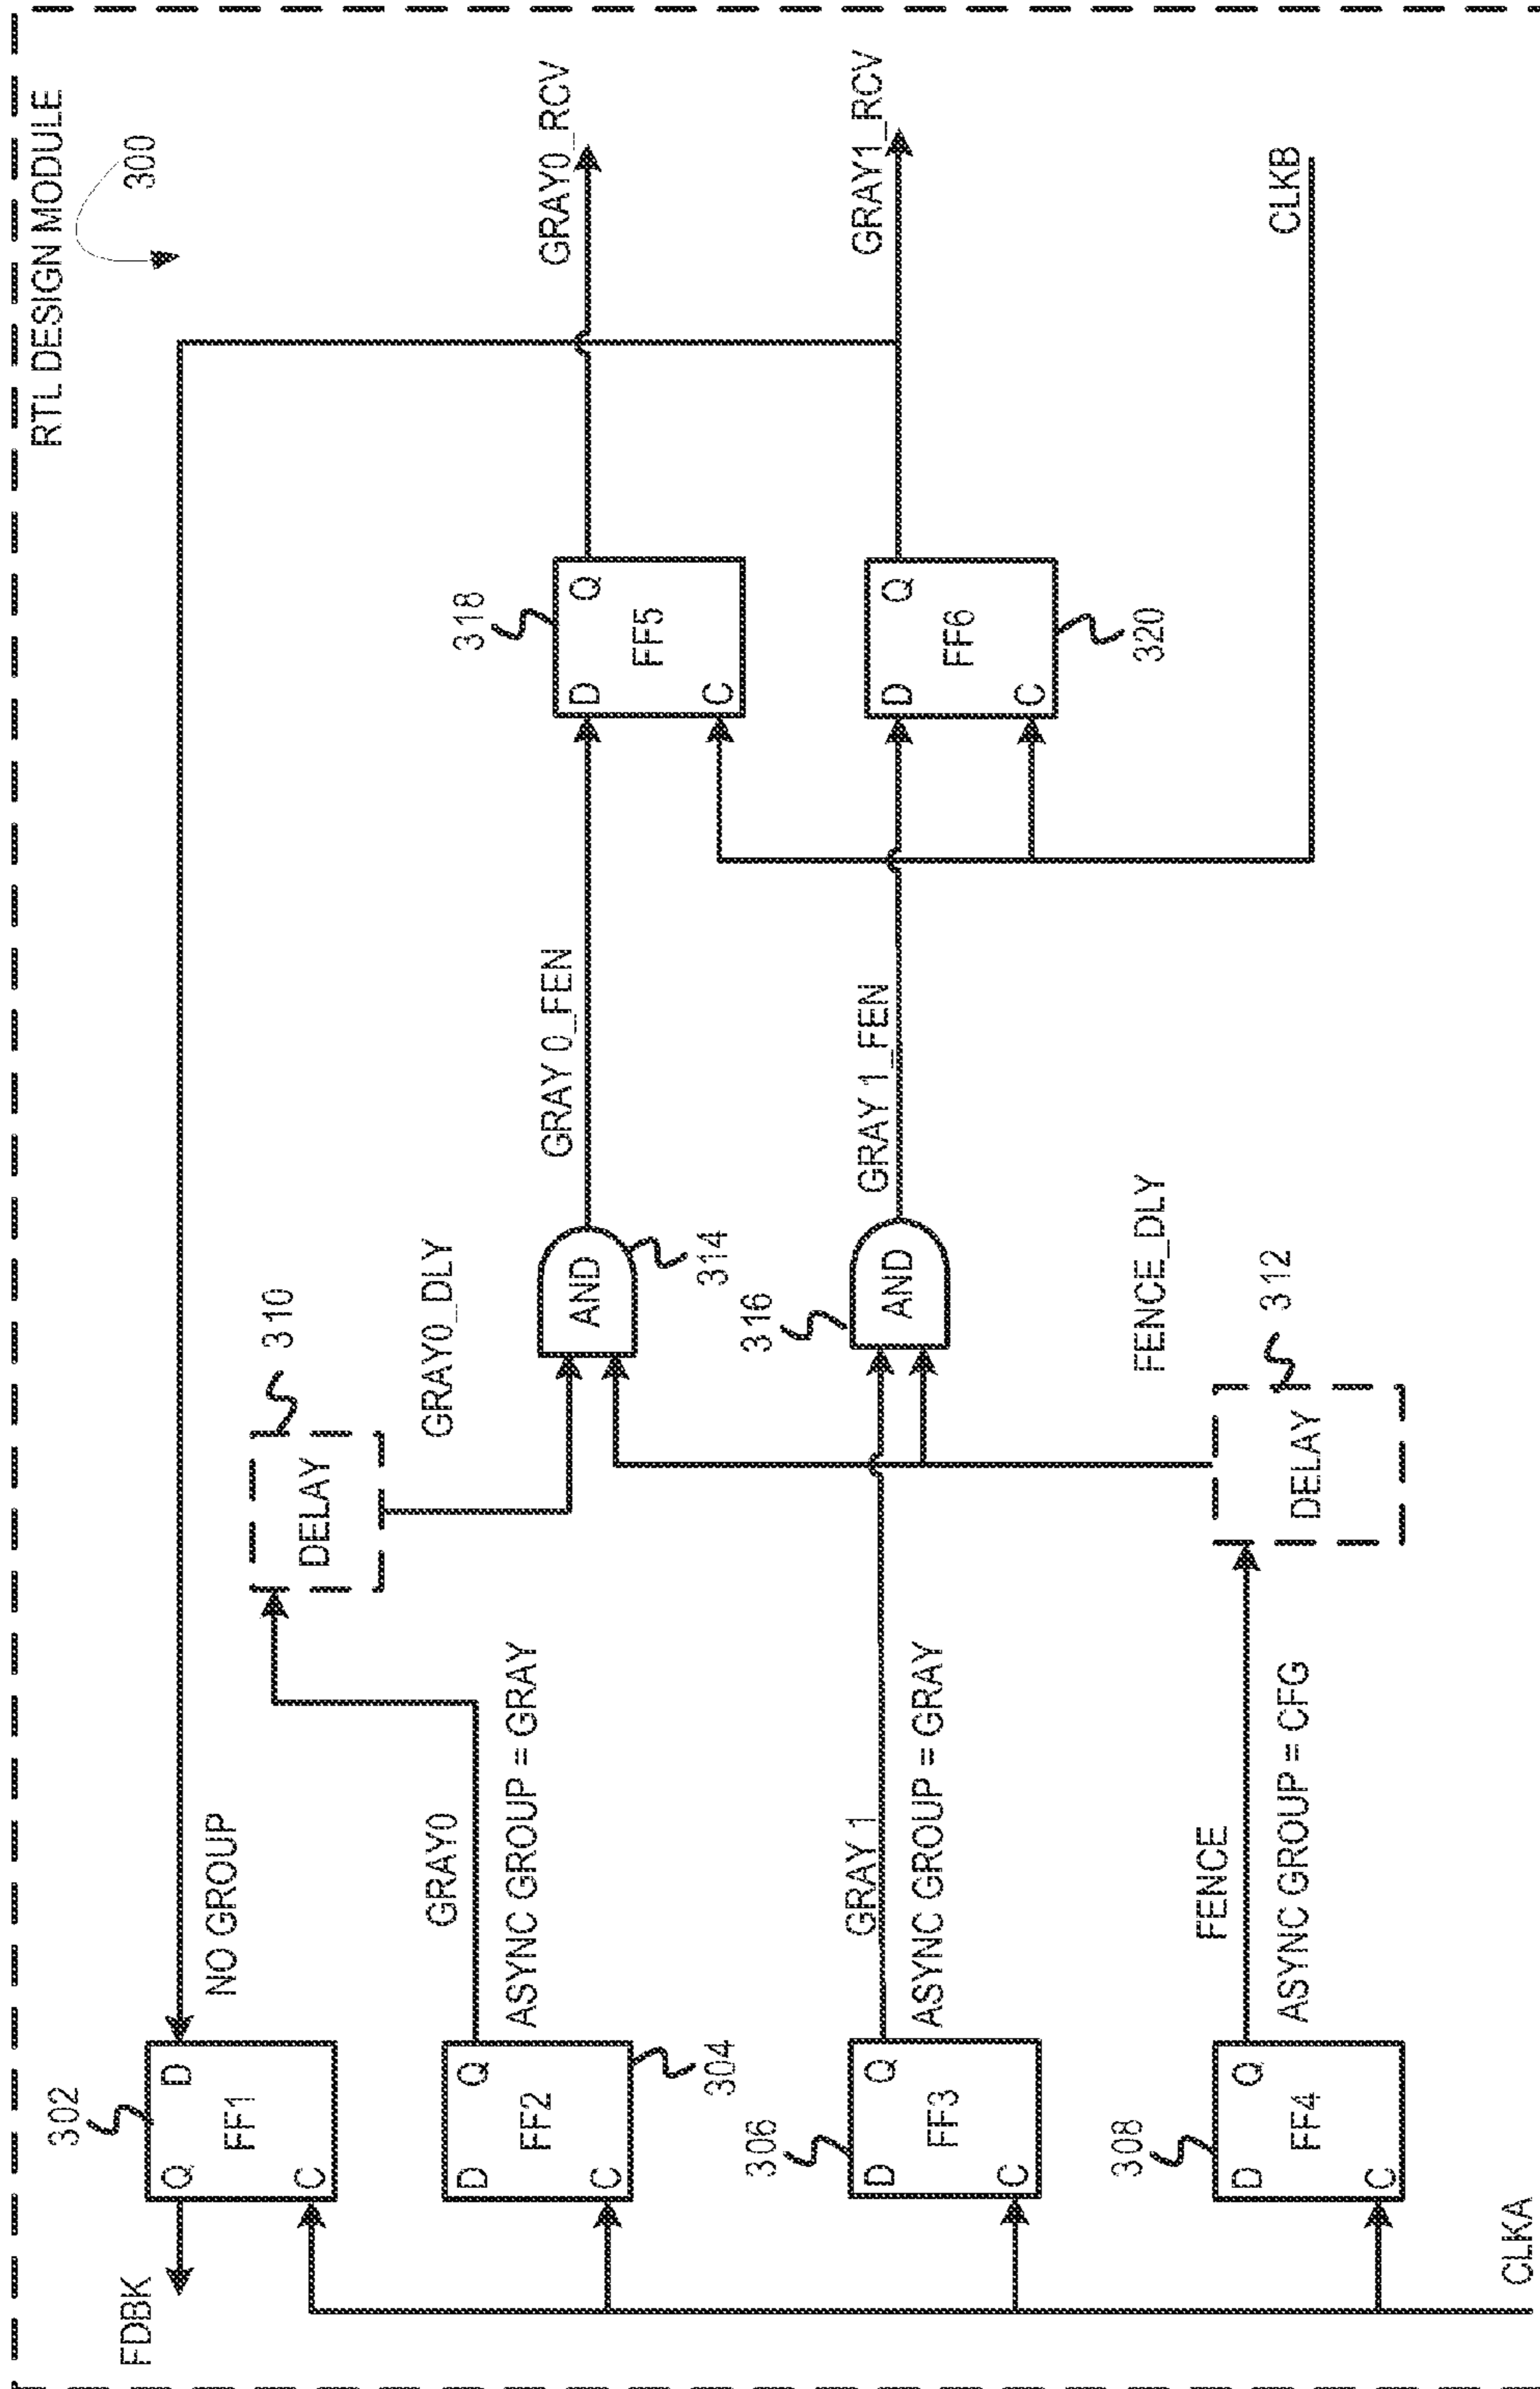 RTL DESIGN MODULE
300
302
FDBK
Q
D
FF1
C
NO GROUP
310
DELAY
GRAY0_DLY
GRAY0
D
Q
FF2
C
304
ASYNC GROUP = GRAY
AND
314
GRAY 0_FEN
318
D
Q
FF5
C
GRAY0_RCV
306
D
Q
FF3
C
GRAY 1
ASYNC GROUP = GRAY
316
AND
GRAY 1_FEN
D
Q
FF6
C
320
GRAY1_RCV
308
D
Q
FF4
C
FENCE
ASYNC GROUP = CFG
DELAY
312
FENCE_DLY
CLKB
CLKA